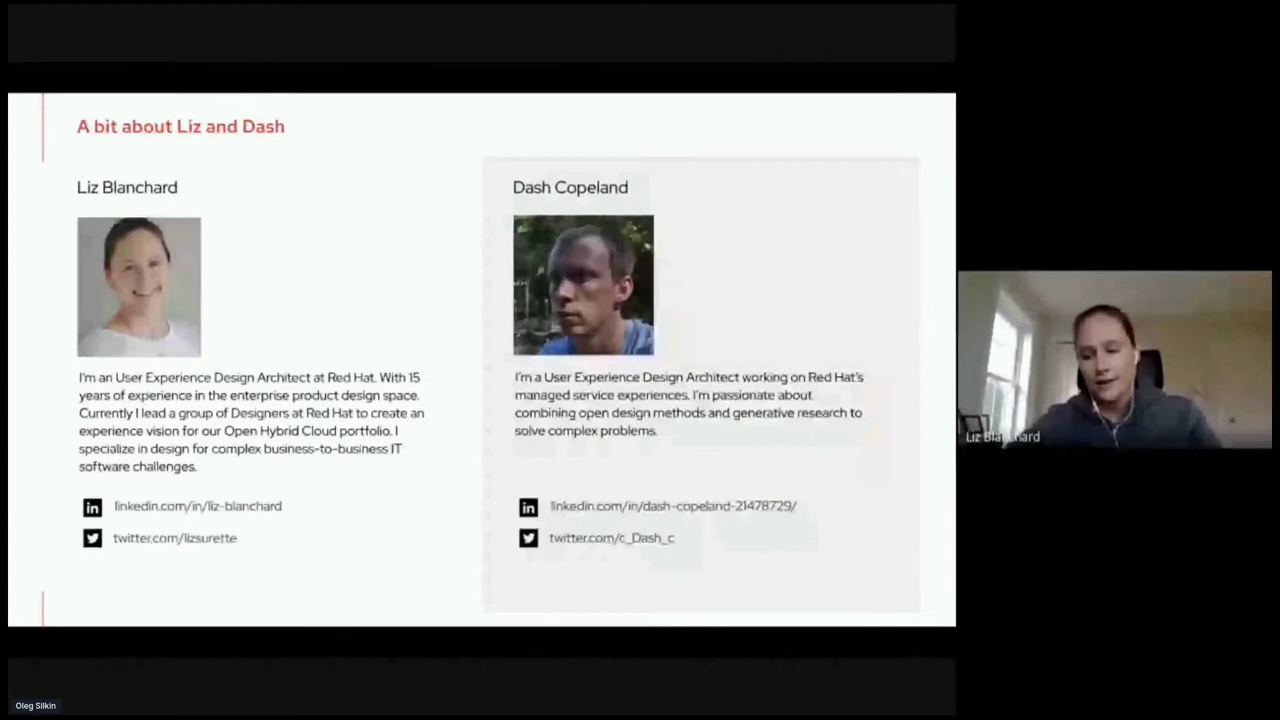 A bit about Liz and Dash
Liz Blanchard
I'm an User Experience Design Architect at Red Hat. With 15
years of experience in the enterprise product design space.
Currently I lead a group of Designers at Red Hat to create an
experience vision for our Open Hybrid Cloud portfolio. I
specialize in design for complex business-to-business IT
software challenges.
in linkedin.com/in/liz-blanchard
twitter.com/lizsurette
Dash Copeland
I'm a User Experience Design Architect working on Red Hat's
managed service experiences. I'm passionate about
combining open design methods and generative research to
solve complex problems.
in linkedin.com/in/dash-copeland-21478729/
twitter.com/c_Dash_c
Liz Blanchard
Oleg Silkin